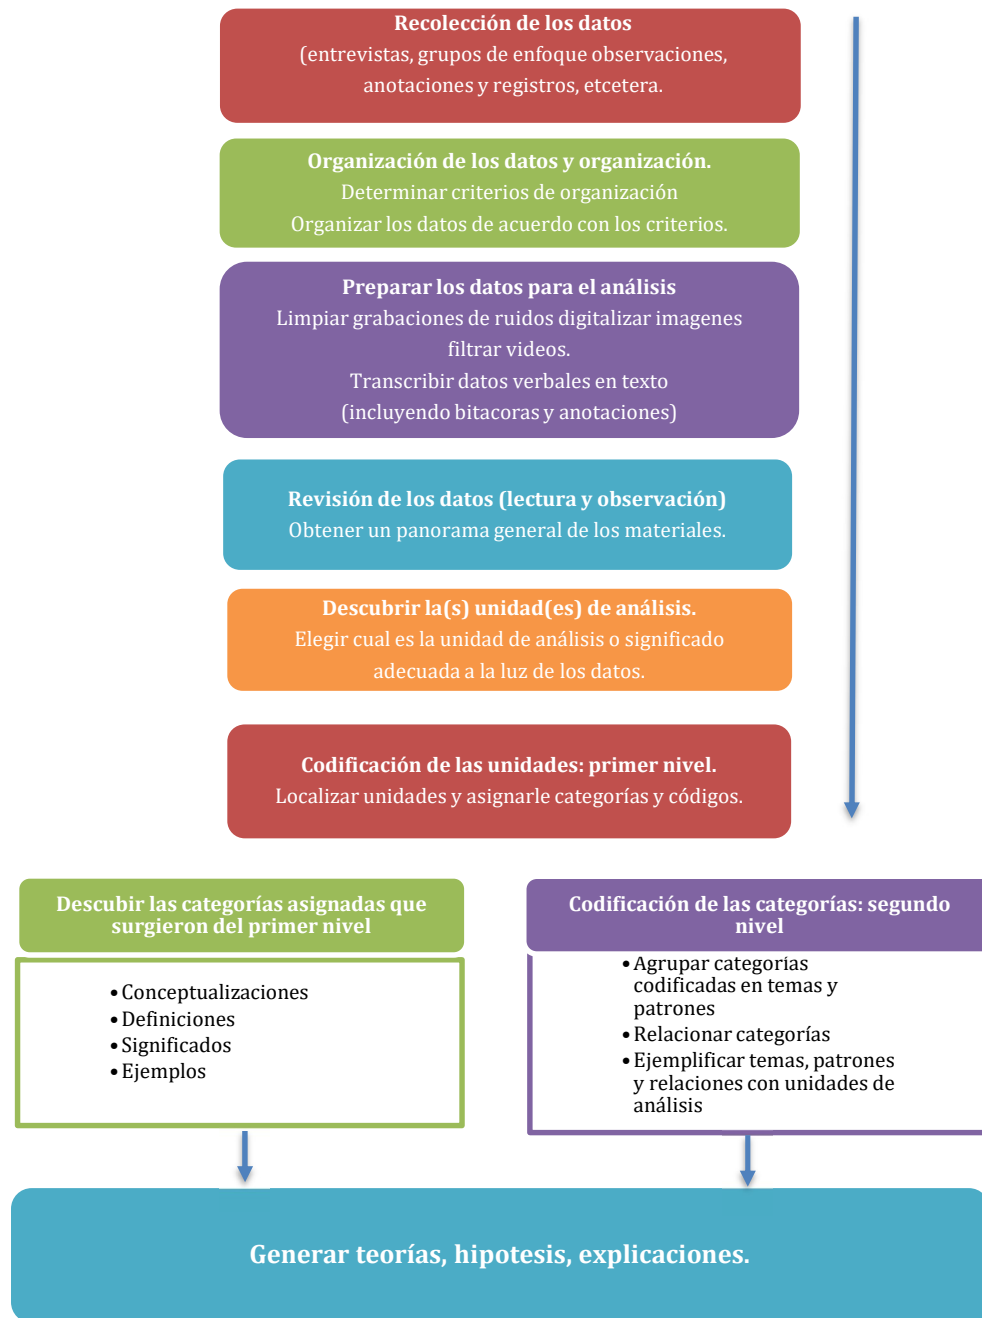 Recolección de los datos
(entrevistas, grupos de enfoque observaciones,
anotaciones y registros, etcetera.
Organización de los datos y organización.
Determinar criterios de organización
Organizar los datos de acuerdo con los criterios.
Preparar los datos para el análisis
Limpiar grabaciones de ruidos digitalizar imagenes
filtrar videos.
Transcribir datos verbales en texto
(incluyendo bitacoras y anotaciones)
Revisión de los datos (lectura y observación)
Obtener un panorama general de los materiales.
Descubrir la(s) unidad(es) de análisis.
Elegir cual es la unidad de análisis o significado
adecuada a la luz de los datos.
Codificación de las unidades: primer nivel.
Localizar unidades y asignarle categorías y códigos.
Descubir las categorías asignadas que
surgieron del primer nivel
• Conceptualizaciones
• Definiciones
• Significados
• Ejemplos
Codificación de las categorías: segundo
nivel
• Agrupar categorías
codificadas en temas y
patrones
• Relacionar categorías
• Ejemplificar temas, patrones
y relaciones con unidades de
análisis
Generar teorías, hipotesis, explicaciones.